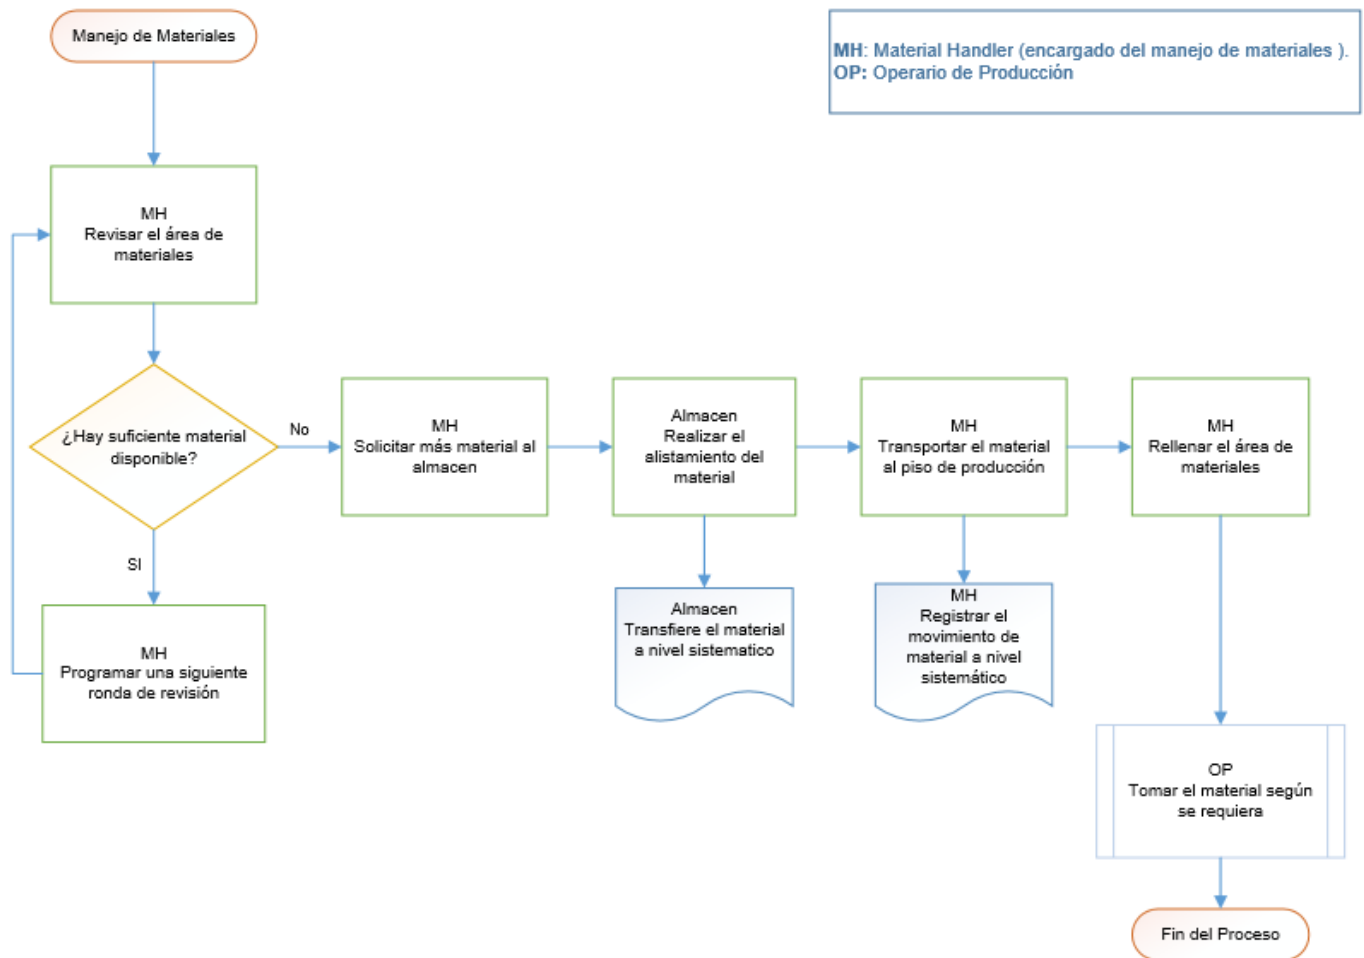 Manejo de Materiales
MH: Material Handler (encargado del manejo de materiales ).
OP: Operario de Producción
MH
Revisar el área de
materiales
¿Hay suficiente material
disponible?
No
SI
MH
Programar una siguiente
ronda de revisión
MH
Solicitar más material al
almacen
Almacen
Realizar el
alistamiento del
material
MH
Transportar el material
al piso de producción
MH
Rellenar el área de
materiales
Almacen
Transfiere el material
a nivel sistematico
MH
Registrar el
movimiento de
material a nivel
sistemático
OP
Tomar el material según
se requiera
Fin del Proceso